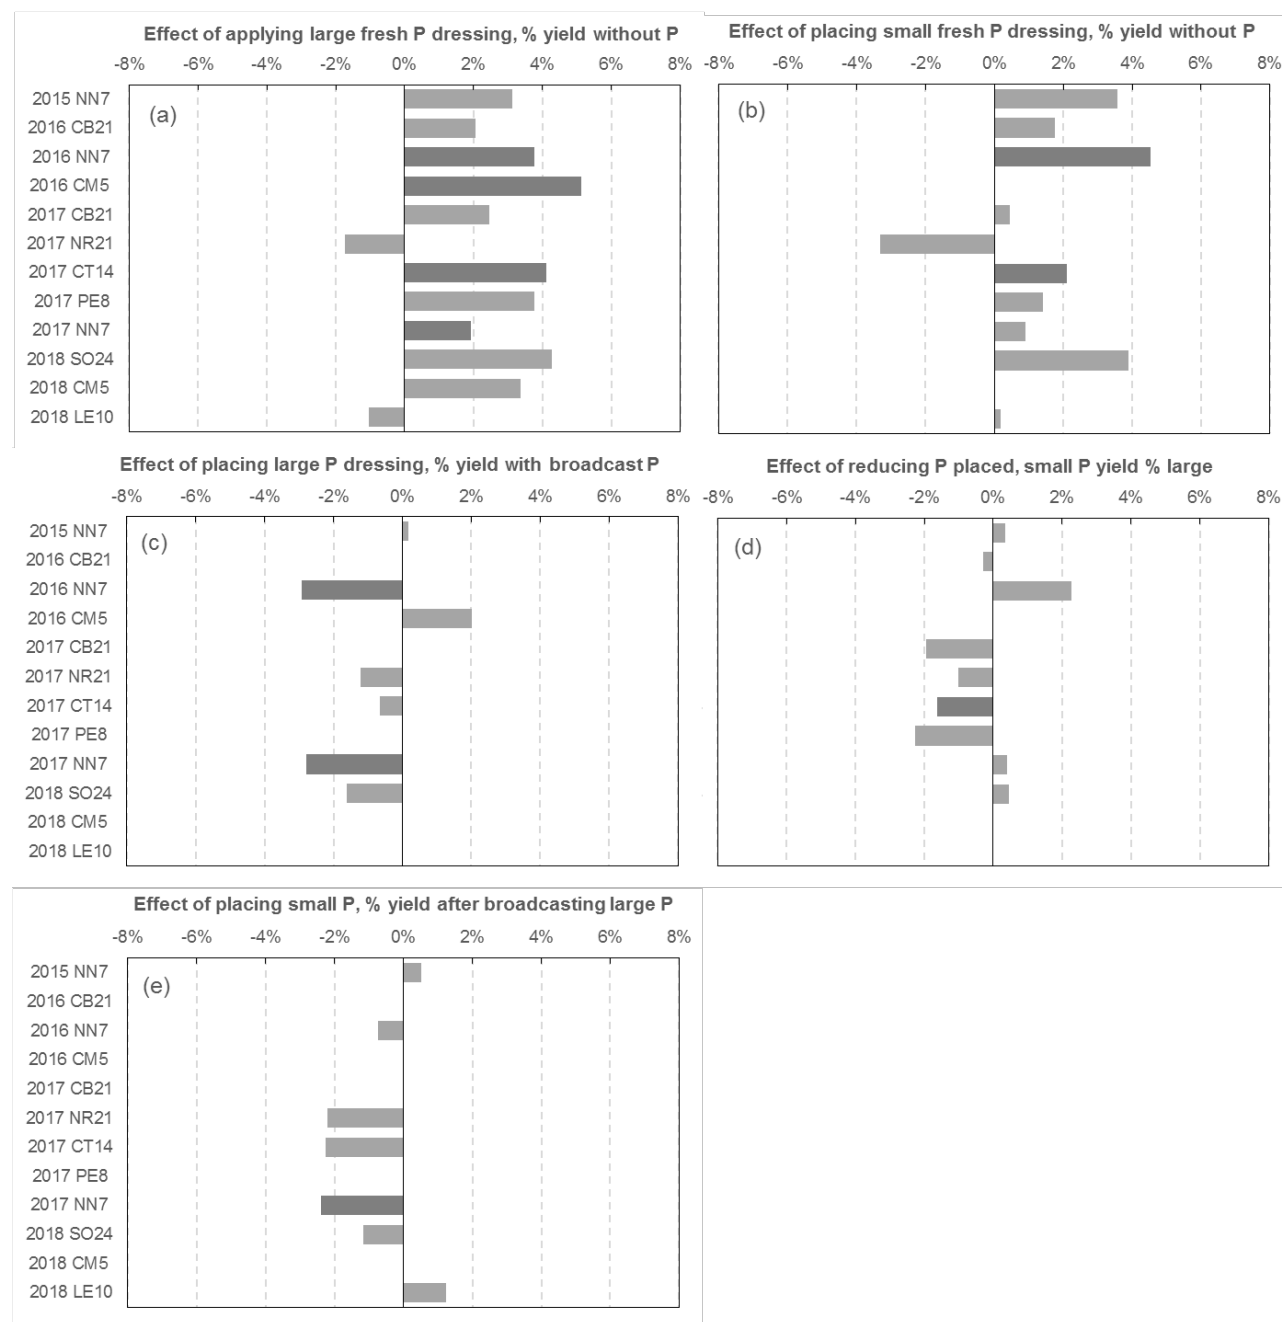 Effect of applying large fresh P dressing, % yield without P
-8% -6% -4% -2% 0% 2% 4% 6% 8%
(a)
2015 NN7
2016 CB21
2016 NN7
2016 CM5
2017 CB21
2017 NR21
2017 CT14
2017 PE8
2017 NN7
2018 SO24
2018 CM5
2018 LE10
Effect of placing small fresh P dressing, % yield without P
-8% -6% -4% -2% 0% 2% 4% 6% 8%
(b)
Effect of placing large P dressing, % yield with broadcast P
-8% -6% -4% -2% 0% 2% 4% 6% 8%
(c)
2015 NN7
2016 CB21
2016 NN7
2016 CM5
2017 CB21
2017 NR21
2017 CT14
2017 PE8
2017 NN7
2018 SO24
2018 CM5
2018 LE10
Effect of reducing P placed, small P yield % large
-8% -6% -4% -2% 0% 2% 4% 6% 8%
(d)
Effect of placing small P, % yield after broadcasting large P
-8% -6% -4% -2% 0% 2% 4% 6% 8%
(e)
2015 NN7
2016 CB21
2016 NN7
2016 CM5
2017 CB21
2017 NR21
2017 CT14
2017 PE8
2017 NN7
2018 SO24
2018 CM5
2018 LE10